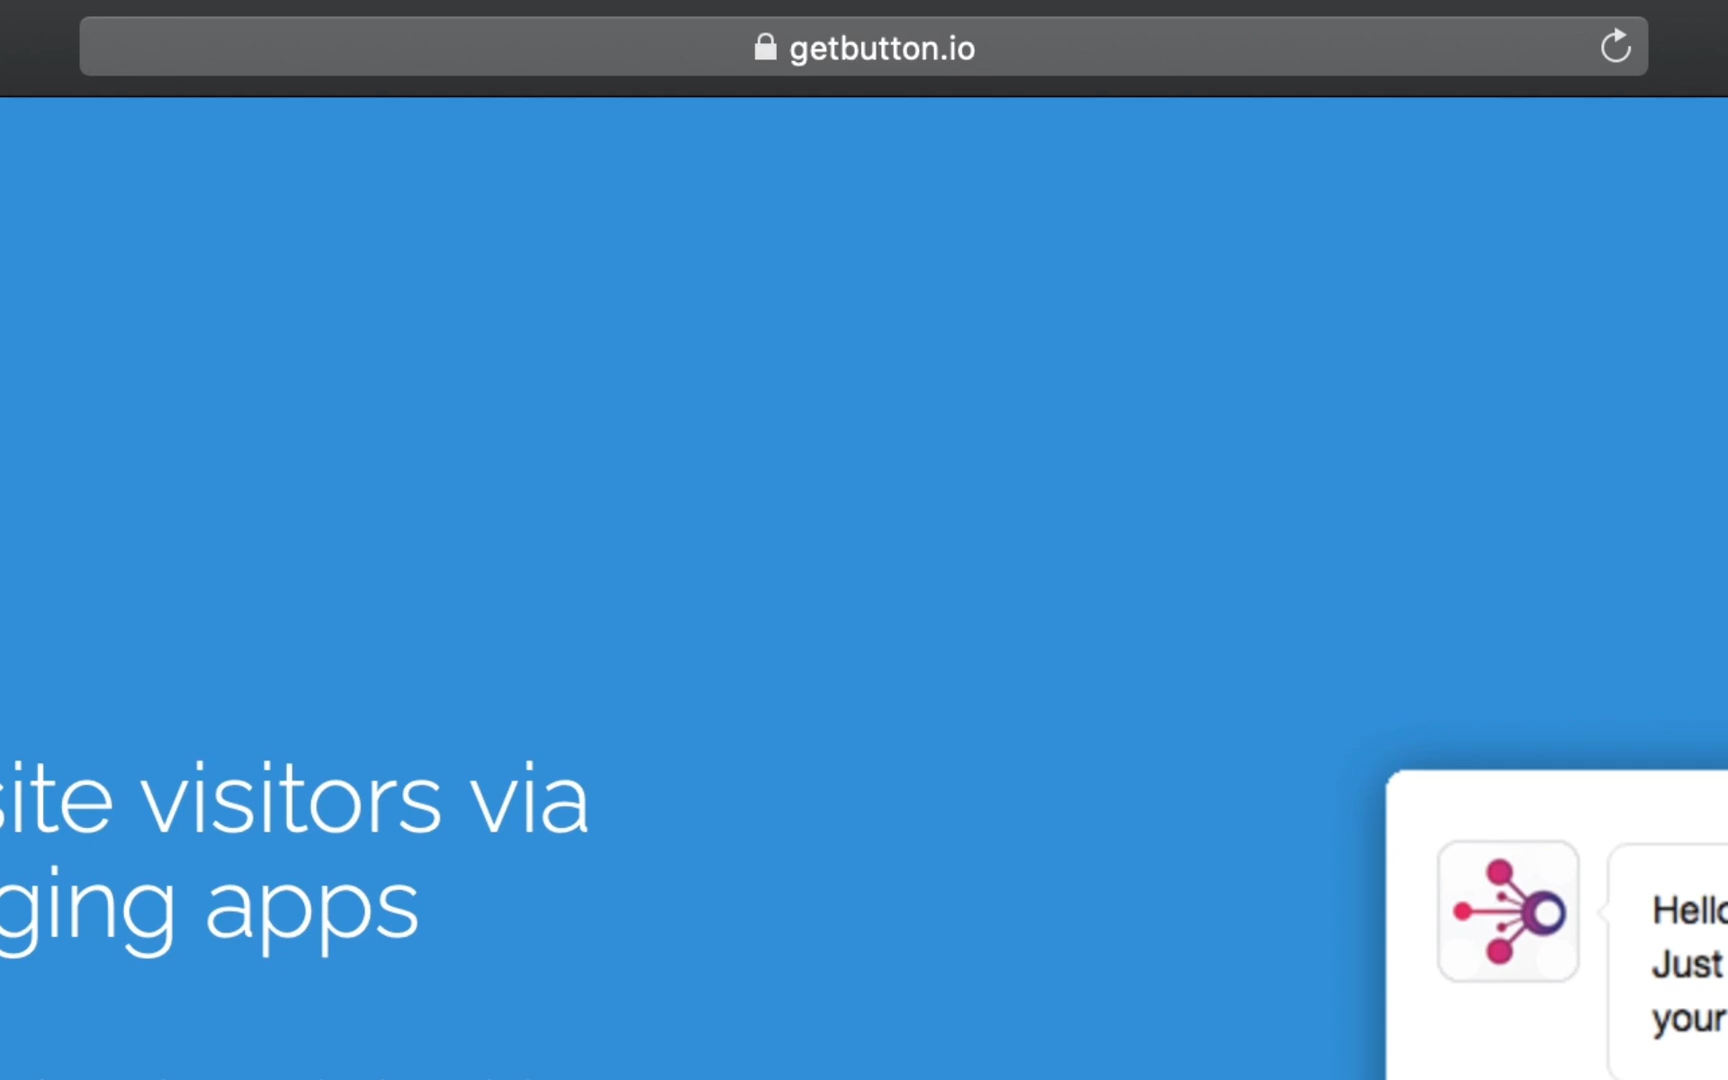 getbutton.io
site visitors via
ging apps
Hello
Just
your